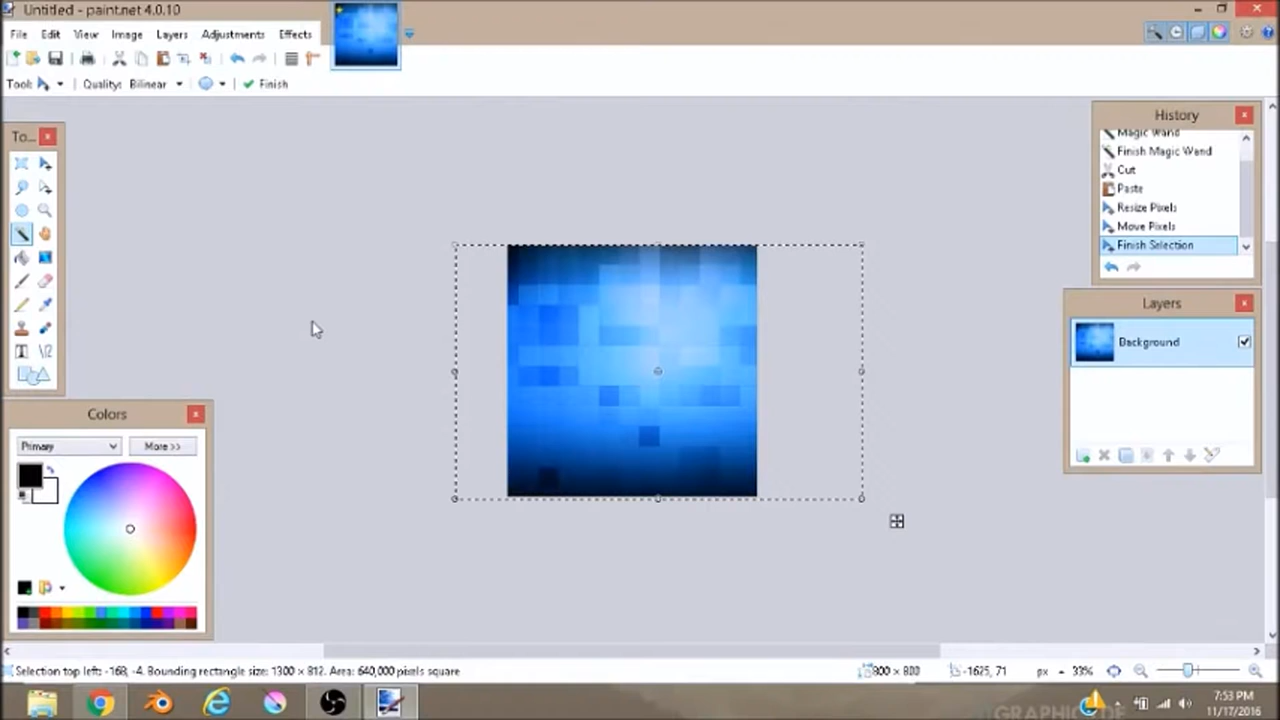 Untitled - paint.net 4.0.10
File Edit View Image Layers Adjustments Effects
Tool: Quality: Bilinear Finish
To...
History
Magic Wand
Finish Magic Wand
Cut
Paste
Resize Pixels
Move Pixels
Finish Selection
Layers
Background
Colors
Primary More >>
Selection top left: -168, -4. Bounding rectangle size: 1300 × 812. Area: 640,000 pixels square 800 × 800 -1625, 71 px 33%
7:53 PM
11/17/2016